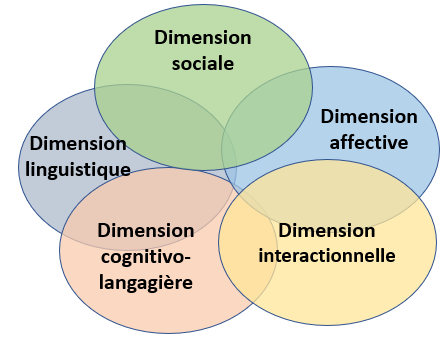 Dimension
sociale
Dimension
affective
Dimension
linguistique
Dimension
cognitivo-
langagière
Dimension
interactionnelle